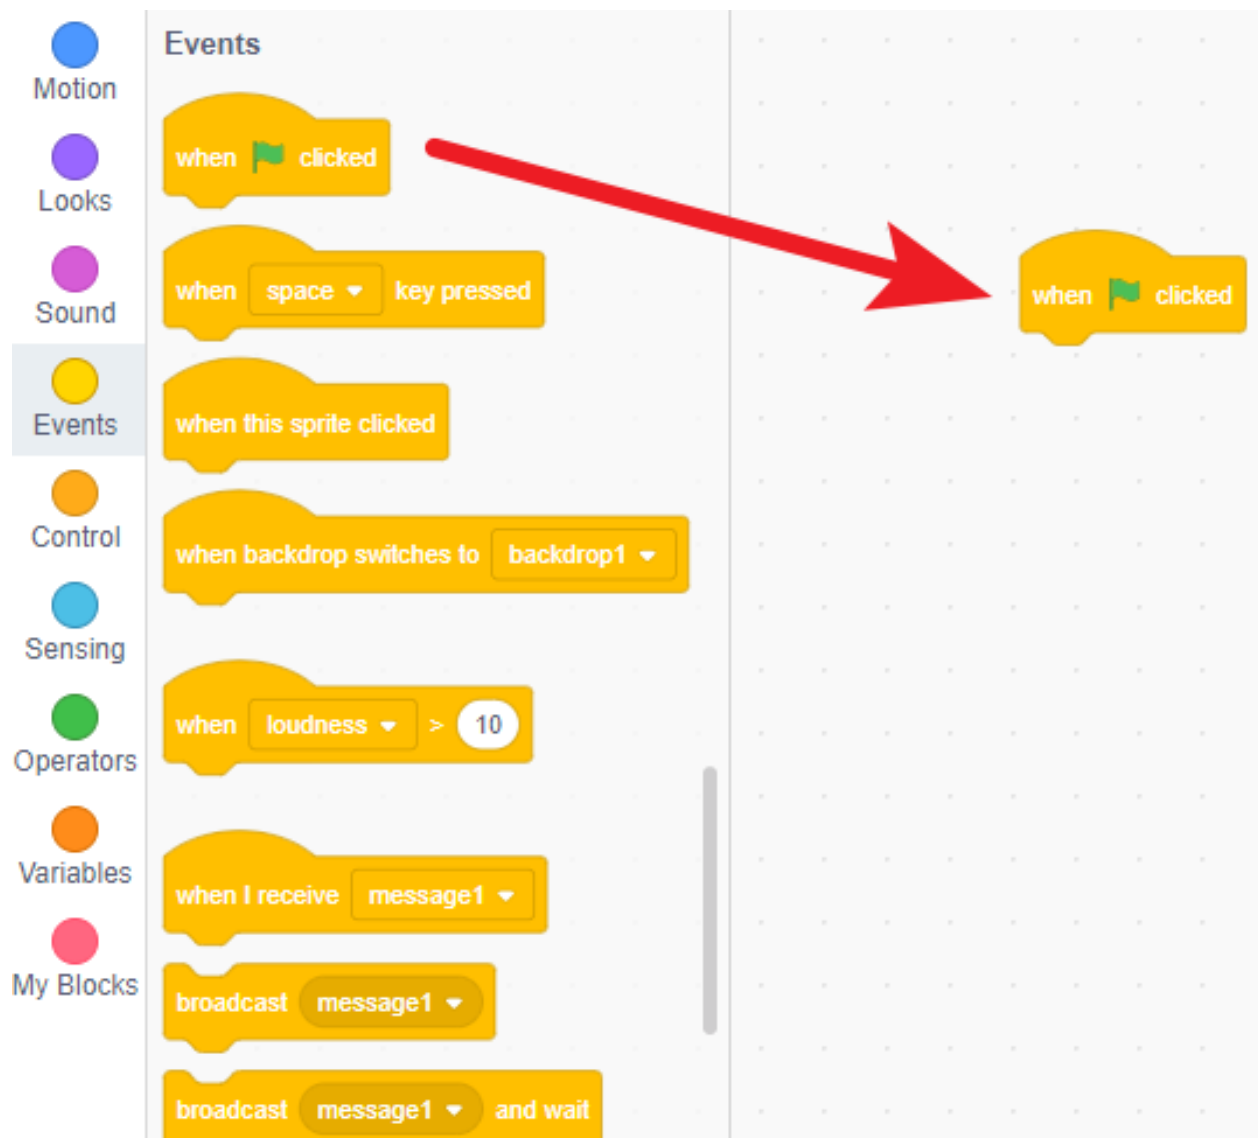 Motion
Looks
Sound
Events
Control
Sensing
Operators
Variables
My Blocks
Events
when clicked
when space key pressed
when this sprite clicked
when backdrop switches to backdrop1
when loudness > 10
when I receive message1
broadcast message1
broadcast message1 and wait
when clicked